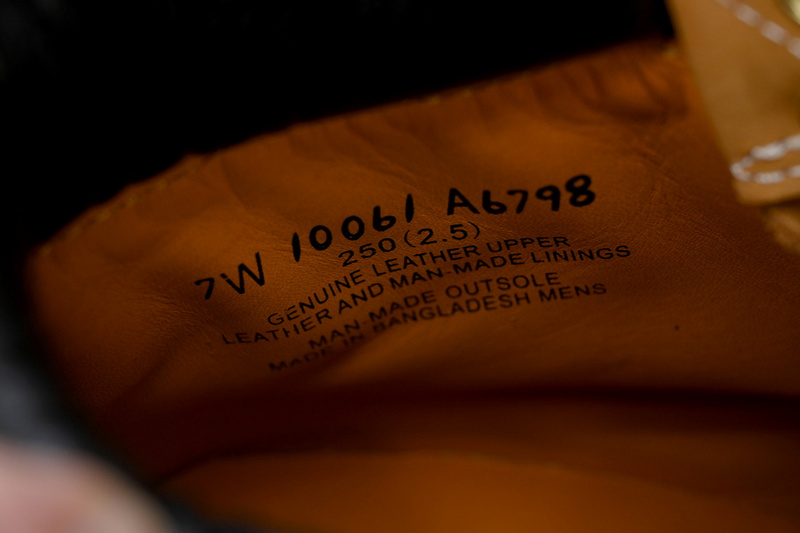 7W 10061 A6798
250(2.5)
GENUINE LEATHER UPPER
LEATHER AND MAN-MADE LININGS
MAN MADE OUTSOLE
MADE IN BANGLADESH MENS